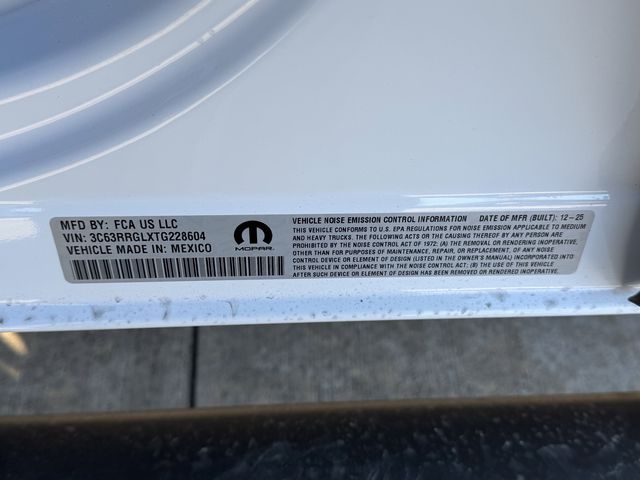 MFD BY: FCA US LLC
VIN: 3C63RRGLXTG228604
VEHICLE MADE IN: MEXICO
MOPAR.
VEHICLE NOISE EMISSION CONTROL INFORMATION DATE OF MFR (BUILT): 12-25
THIS VEHICLE CONFORMS TO U.S. EPA REGULATIONS FOR NOISE EMISSION APPLICABLE TO MEDIUM
AND HEAVY TRUCKS. THE FOLLOWING ACTS OR THE CAUSING THEREOF BY ANY PERSON ARE
PROHIBITED BY THE NOISE CONTROL ACT OF 1972: (A) THE REMOVAL OR RENDERING INOPERATIVE,
OTHER THAN FOR PURPOSES OF MAINTENANCE, REPAIR, OR REPLACEMENT, OF ANY NOISE
CONTROL DEVICE OR ELEMENT OF DESIGN (LISTED IN THE OWNER'S MANUAL) INCORPORATED INTO
THIS VEHICLE IN COMPLIANCE WITH THE NOISE CONTROL ACT; (B) THE USE OF THIS VEHICLE
AFTER SUCH DEVICE OR ELEMENT OF DESIGN HAS BEEN REMOVED OR RENDERED INOPERATIVE.